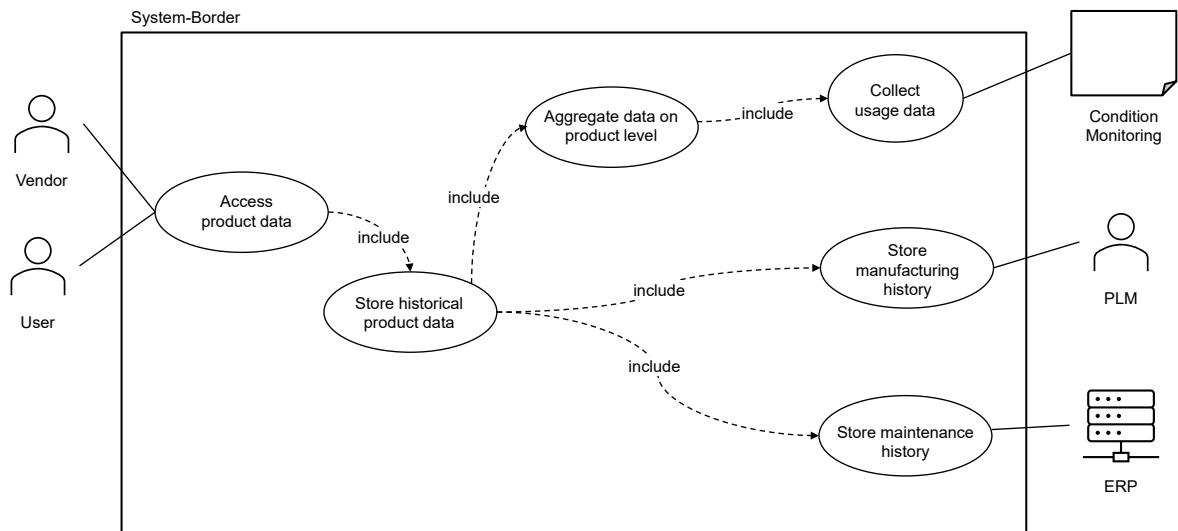 System-Border
Vendor
User
Access
product data
include
Store historical
product data
include
Aggregate data on
product level
include
Collect
usage data
Condition
Monitoring
include
Store
manufacturing
history
PLM
include
Store maintenance
history
ERP